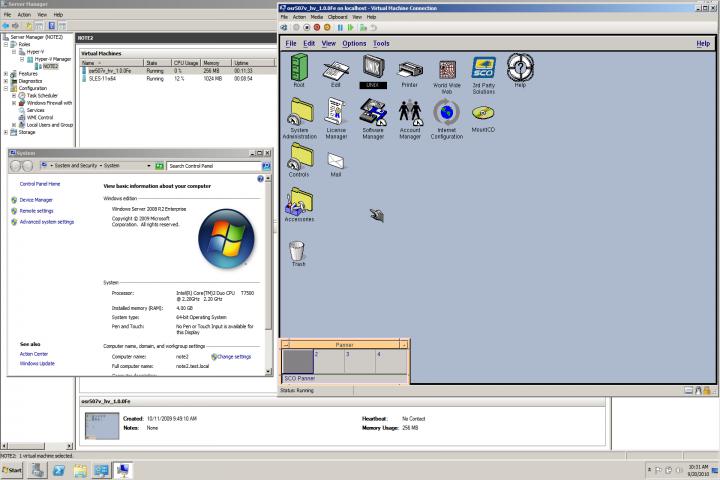 Server Manager
File Action View Help
Server Manager (NOTE2)
Roles
Hyper-V
Hyper-V Manager
NOTE2
Features
Diagnostics
Configuration
Task Scheduler
Windows Firewall with
Services
WMI Control
Local Users and Group
Storage
NOTE2
Virtual Machines
Name State CPU Usage Memory Uptime
osr507v_hv_1.0.0Fe Running 0 % 256 MB 00:11:33
SLES-11x64 Running 12 % 1024 MB 00:08:54
System
System and Security System
Search Control Panel
Control Panel Home
Device Manager
Remote settings
Advanced system settings
See also
Action Center
Windows Update
View basic information about your computer
Windows edition
Windows Server 2008 R2 Enterprise
Copyright © 2009 Microsoft
Corporation. All rights reserved.
System
Processor: Intel(R) Core(TM)2 Duo CPU T7500
@ 2.20GHz 2.20 GHz
Installed memory (RAM): 4.00 GB
System type: 64-bit Operating System
Pen and Touch: No Pen or Touch Input is available for
this Display
Computer name, domain, and workgroup settings
Computer name: note2 Change settings
Full computer name: note2.test.local
osr507v_hv_1.0.0Fe on localhost - Virtual Machine Connection
File Action Media Clipboard View Help
File Edit View Options Tools Help
Root
Edit
UNIX
Printer
World Wide
Web
SCO
3rd Party
Solutions
Help
System
Administration
License
Manager
Software
Manager
Account
Manager
Internet
Configuration
MountCD
Controls
Mail
Accessories
Trash
Panner
2 3 4
SCO Panner
Status: Running
osr507v_hv_1.0.0Fe
Created: 10/11/2009 9:49:10 AM Heartbeat: No Contact
Notes: None Memory Usage: 256 MB
NOTE2: 1 virtual machine selected.
Start
10:31 AM
9/20/2010